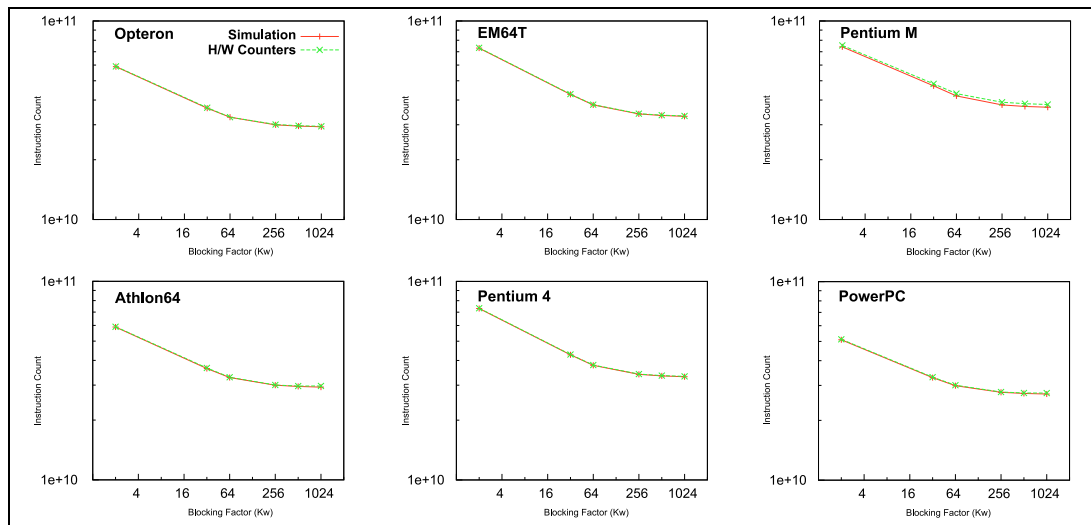 Opteron
Simulation
H/W Counters
1e+11
Instruction Count
1e+10
4 16 64 256 1024
Blocking Factor (Kw)
EM64T
1e+11
Instruction Count
1e+10
4 16 64 256 1024
Blocking Factor (Kw)
Pentium M
1e+11
Instruction Count
1e+10
4 16 64 256 1024
Blocking Factor (Kw)
Athlon64
1e+11
Instruction Count
1e+10
4 16 64 256 1024
Blocking Factor (Kw)
Pentium 4
1e+11
Instruction Count
1e+10
4 16 64 256 1024
Blocking Factor (Kw)
PowerPC
1e+11
Instruction Count
1e+10
4 16 64 256 1024
Blocking Factor (Kw)